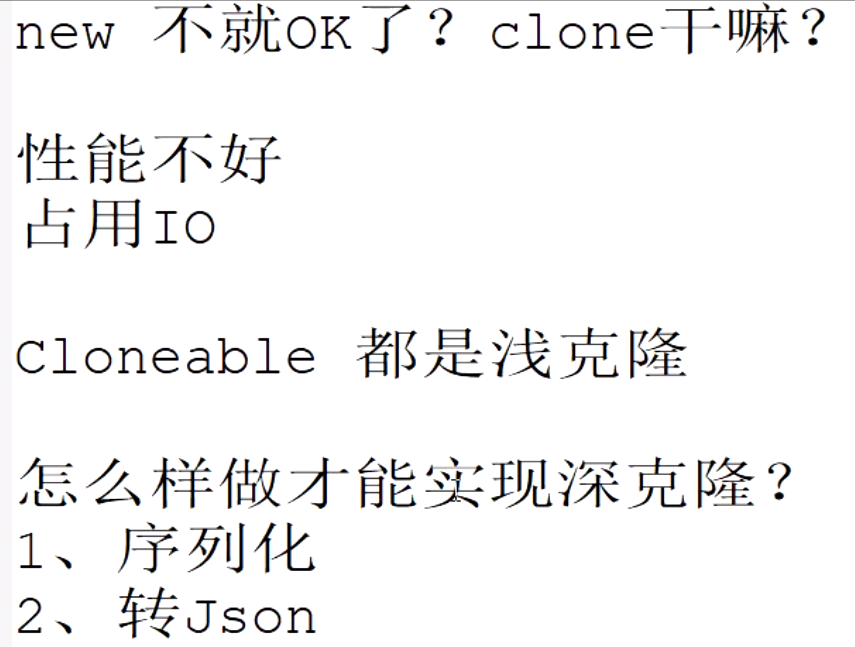 new 不就OK了？clone干嘛？
性能不好
占用IO
Cloneable 都是浅克隆
怎么样做才能实现深克隆？
1、序列化
2、转Json